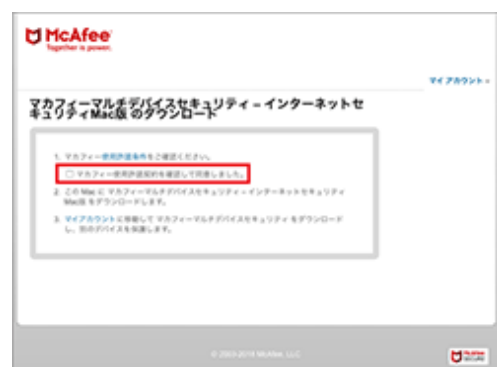 McAfee
Together is power.
マイ アカウント
マカフィーマルチデバイスセキュリティ – インターネットセ
キュリティMac版 のダウンロード
1. マカフィー使用許諾条件をご確認ください。
マカフィー使用許諾契約を確認して同意しました。
2. この Mac に マカフィーマルチデバイスセキュリティ – インターネットセキュリティ
Mac版 をダウンロードします。
3. マイアカウントに移動して マカフィーマルチデバイスセキュリティ をダウンロード
し、別のデバイスを保護します。
© 2003-2019 McAfee, LLC.
McAfee
SECURE